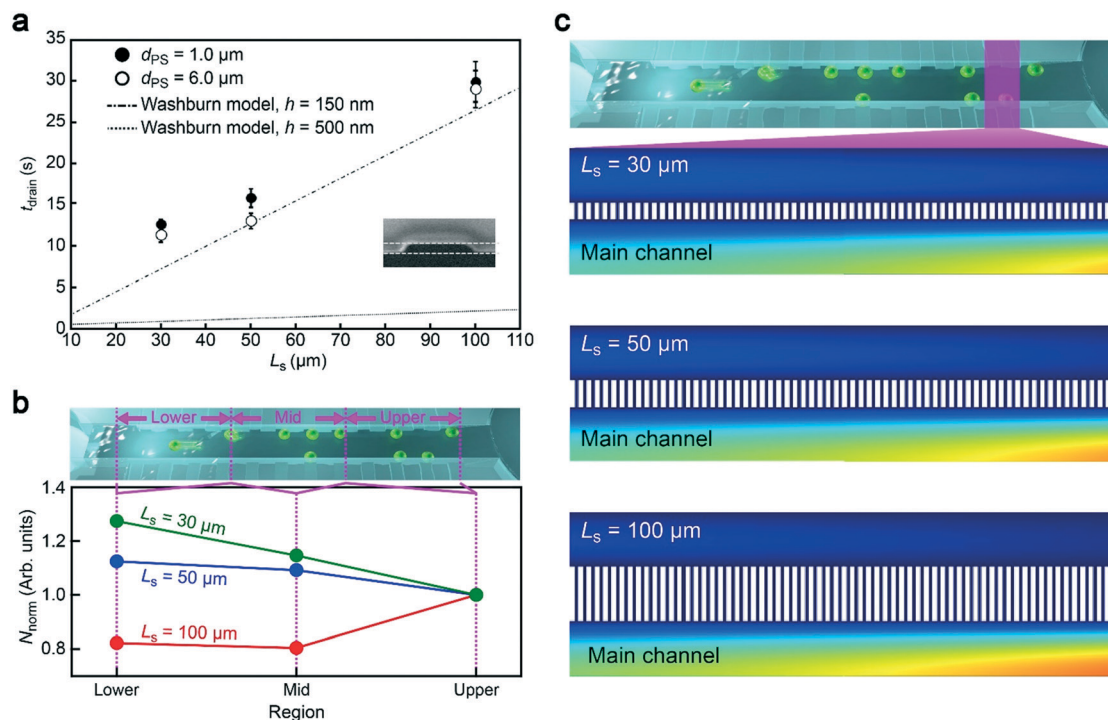 a
35
30
25
20
15
10
5
0
t_drain (s)
d_PS = 1.0 μm
d_PS = 6.0 μm
Washburn model, h = 150 nm
Washburn model, h = 500 nm
10 20 30 40 50 60 70 80 90 100 110
L_s (μm)
b
Lower Mid Upper
1.4
1.2
1.0
0.8
N_norm (Arb. units)
L_s = 30 μm
L_s = 50 μm
L_s = 100 μm
Lower Mid Upper
Region
c
L_s = 30 μm
Main channel
L_s = 50 μm
Main channel
L_s = 100 μm
Main channel